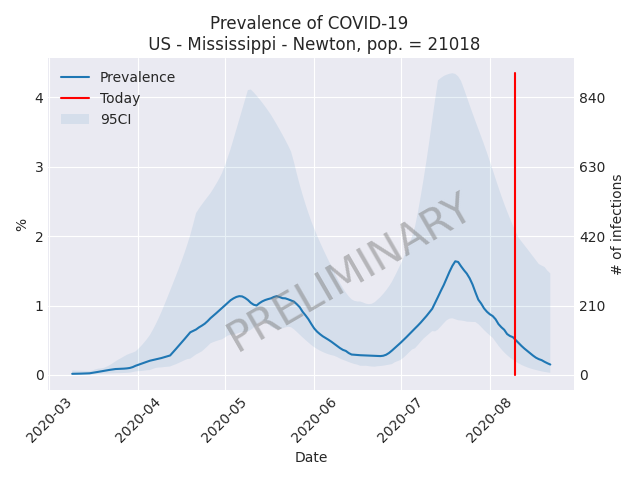 Prevalence of COVID-19
US - Mississippi - Newton, pop. = 21018
Prevalence
Today
95CI
PRELIMINARY
4
3
2
1
0
%
840
630
420
210
0
# of infections
2020-03
2020-04
2020-05
2020-06
2020-07
2020-08
Date